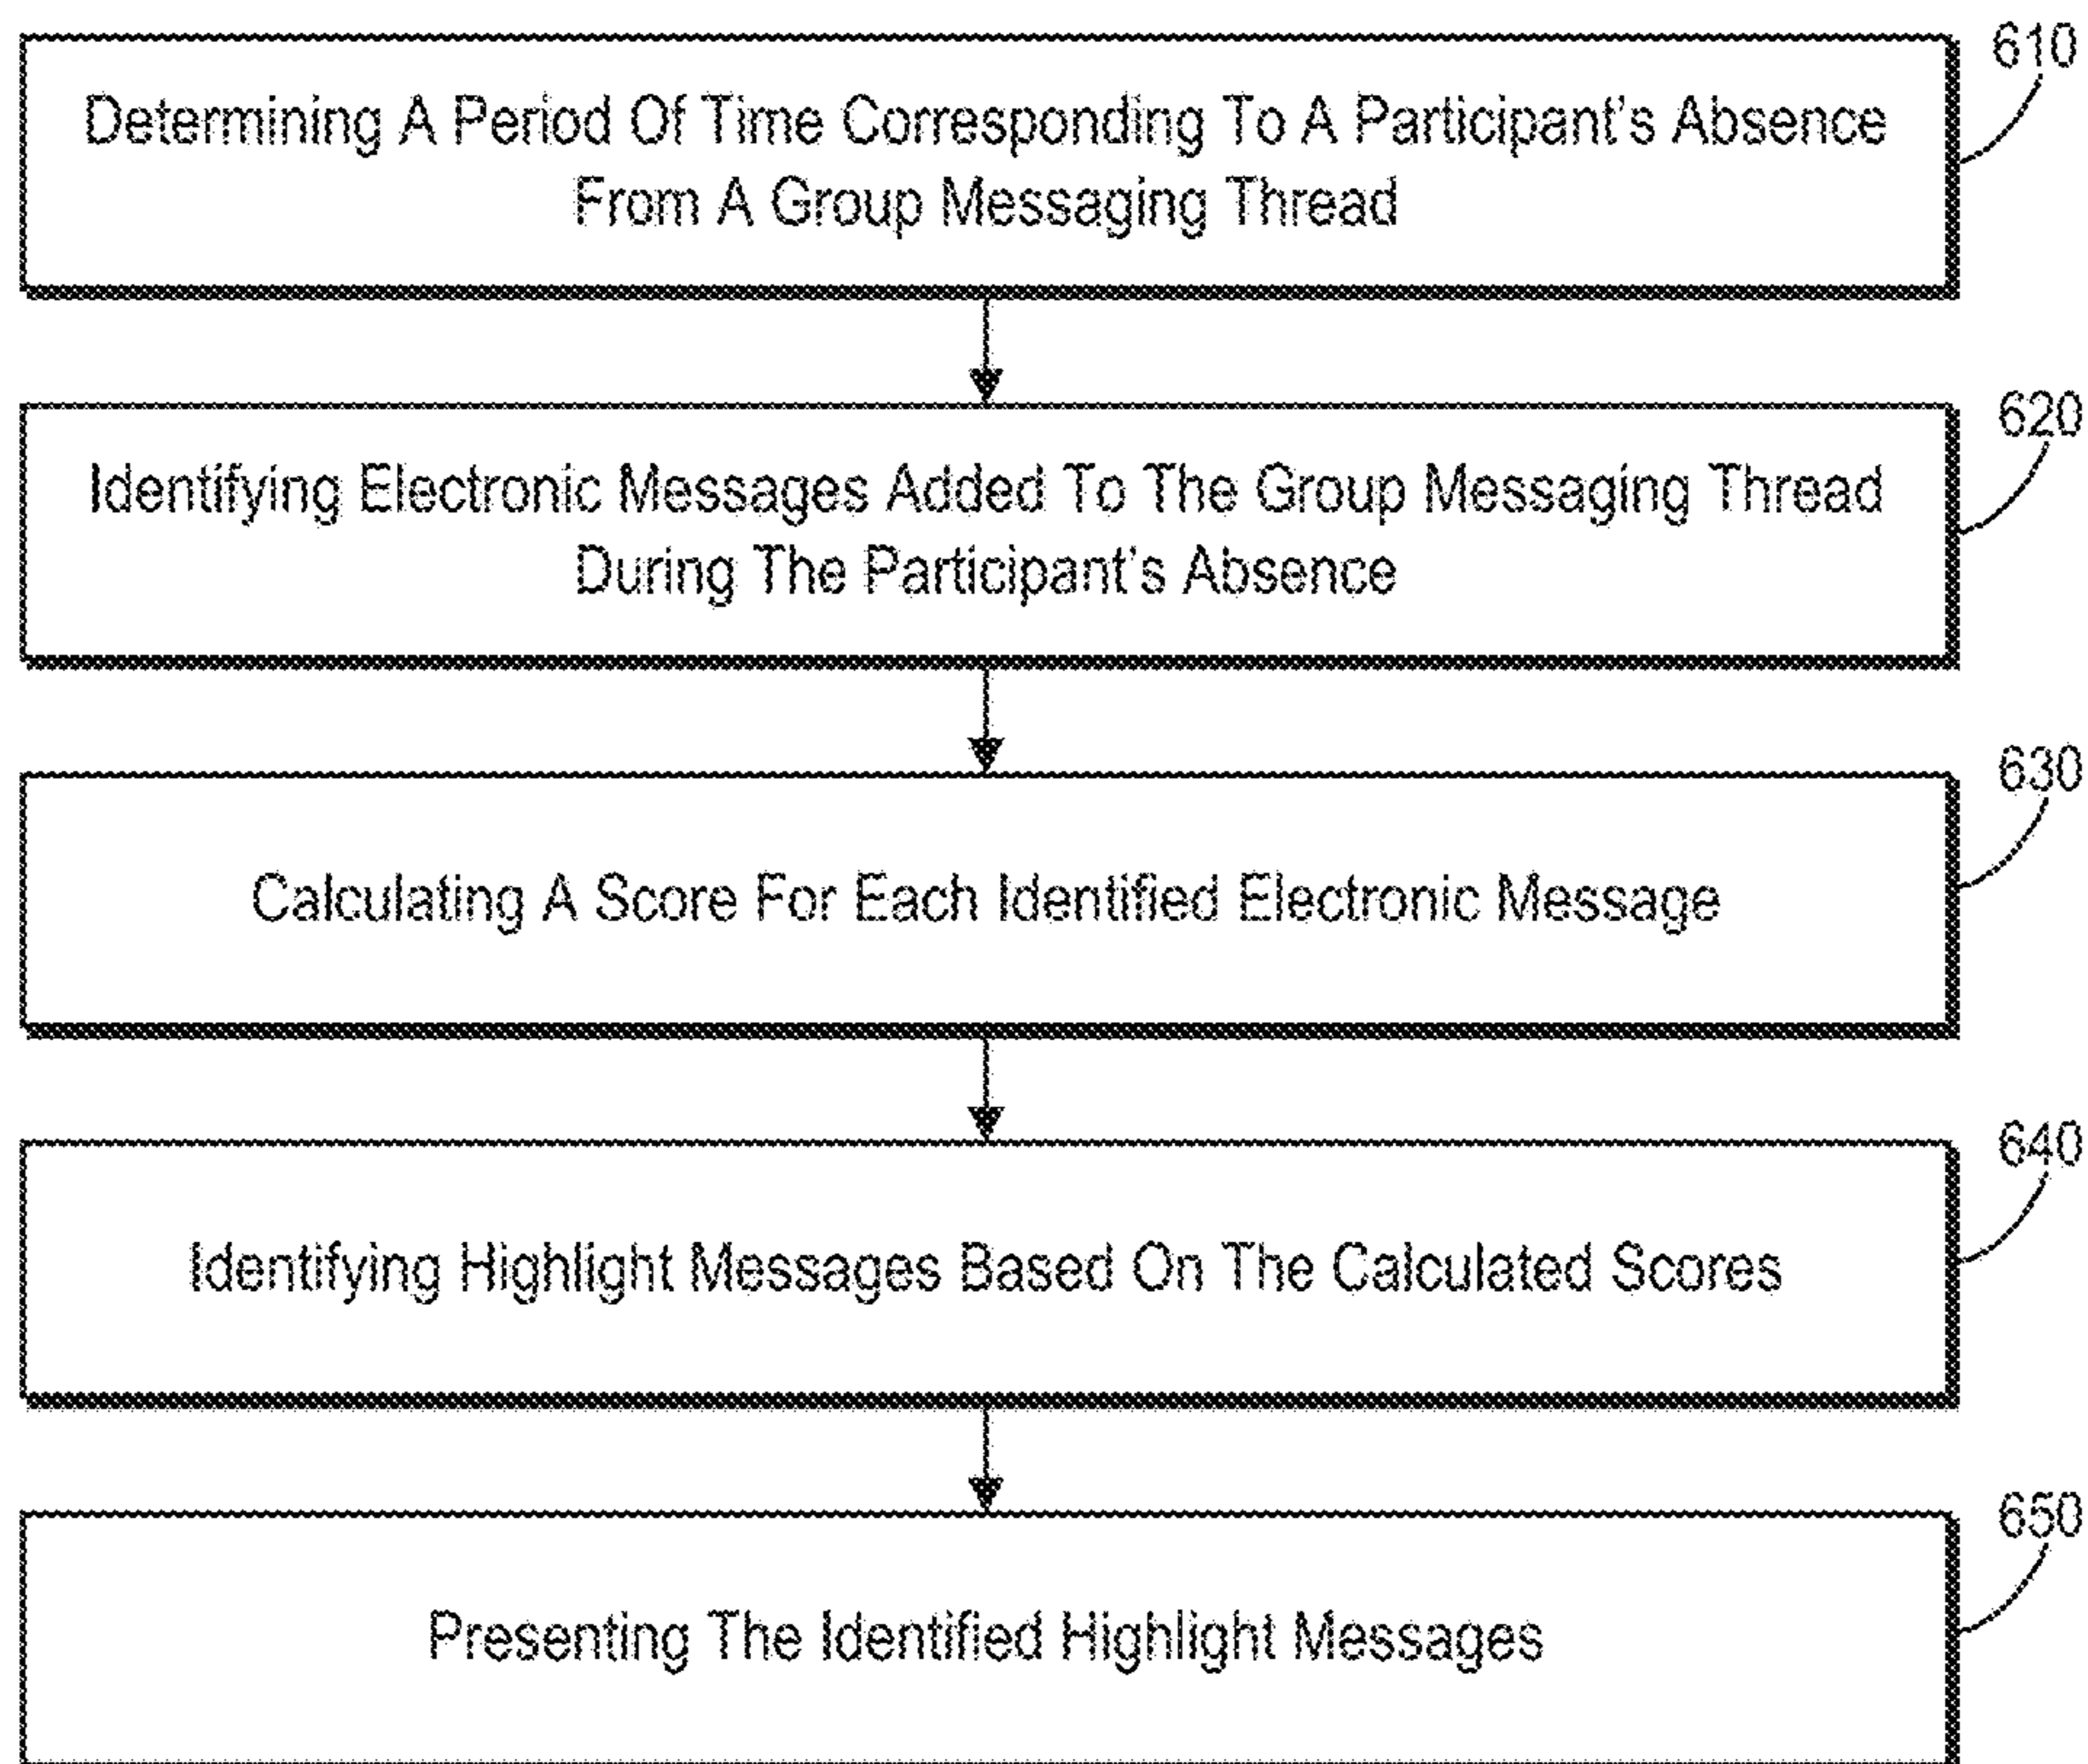 610
Determining A Period Of Time Corresponding To A Participant's Absence
From A Group Messaging Thread
620
Identifying Electronic Messages Added To The Group Messaging Thread
During The Participant's Absence
630
Calculating A Score For Each Identified Electronic Message
640
Identifying Highlight Messages Based On The Calculated Scores
650
Presenting The Identified Highlight Messages